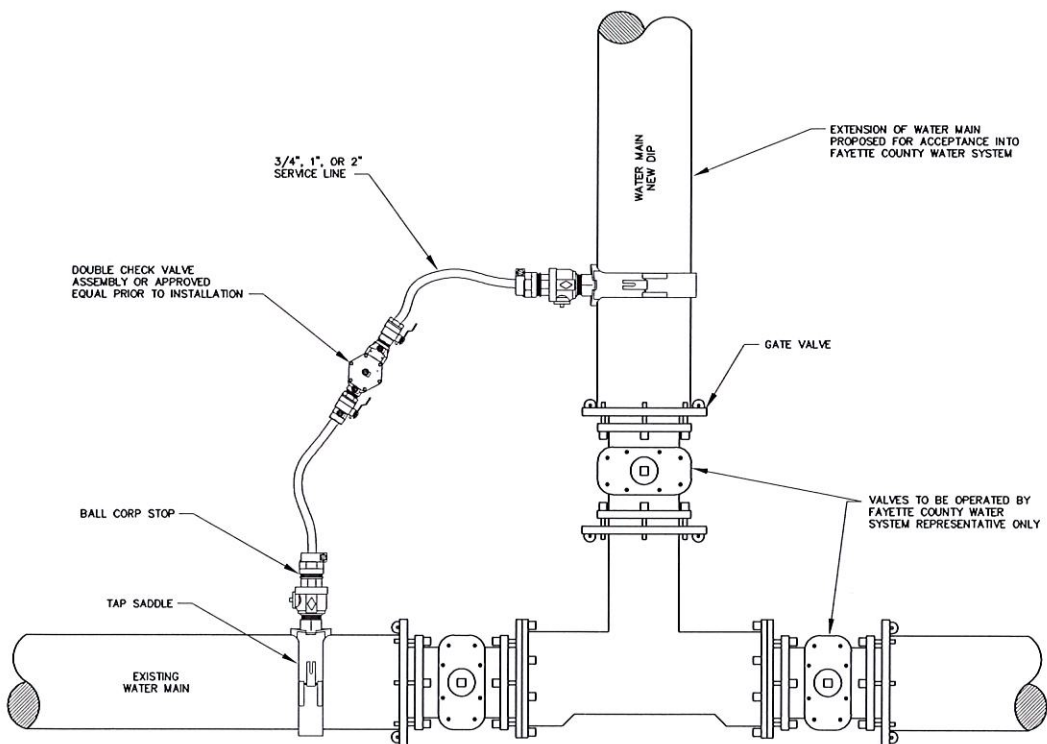 EXTENSION OF WATER MAIN
PROPOSED FOR ACCEPTANCE INTO
FAYETTE COUNTY WATER SYSTEM
WATER MAIN
NEW DIP
3/4", 1", OR 2"
SERVICE LINE
DOUBLE CHECK VALVE
ASSEMBLY OR APPROVED
EQUAL PRIOR TO INSTALLATION
GATE VALVE
VALVES TO BE OPERATED BY
FAYETTE COUNTY WATER
SYSTEM REPRESENTATIVE ONLY
BALL CORP STOP
TAP SADDLE
EXISTING
WATER MAIN